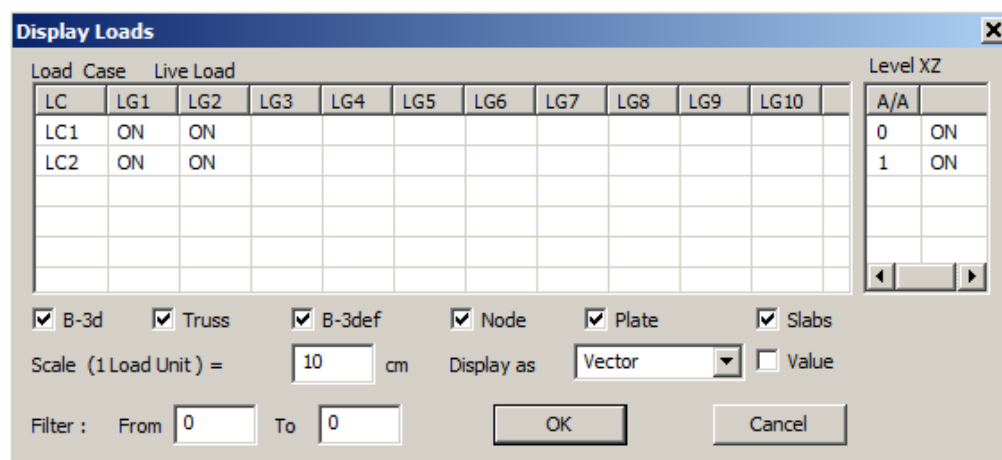 Display Loads
Load Case Live Load Level XZ
LC LG1 LG2 LG3 LG4 LG5 LG6 LG7 LG8 LG9 LG10 A/A
LC1 ON ON 0 ON
LC2 ON ON 1 ON
B-3d Truss B-3def Node Plate Slabs
Scale (1 Load Unit ) = 10 cm Display as Vector Value
Filter : From 0 To 0 OK Cancel